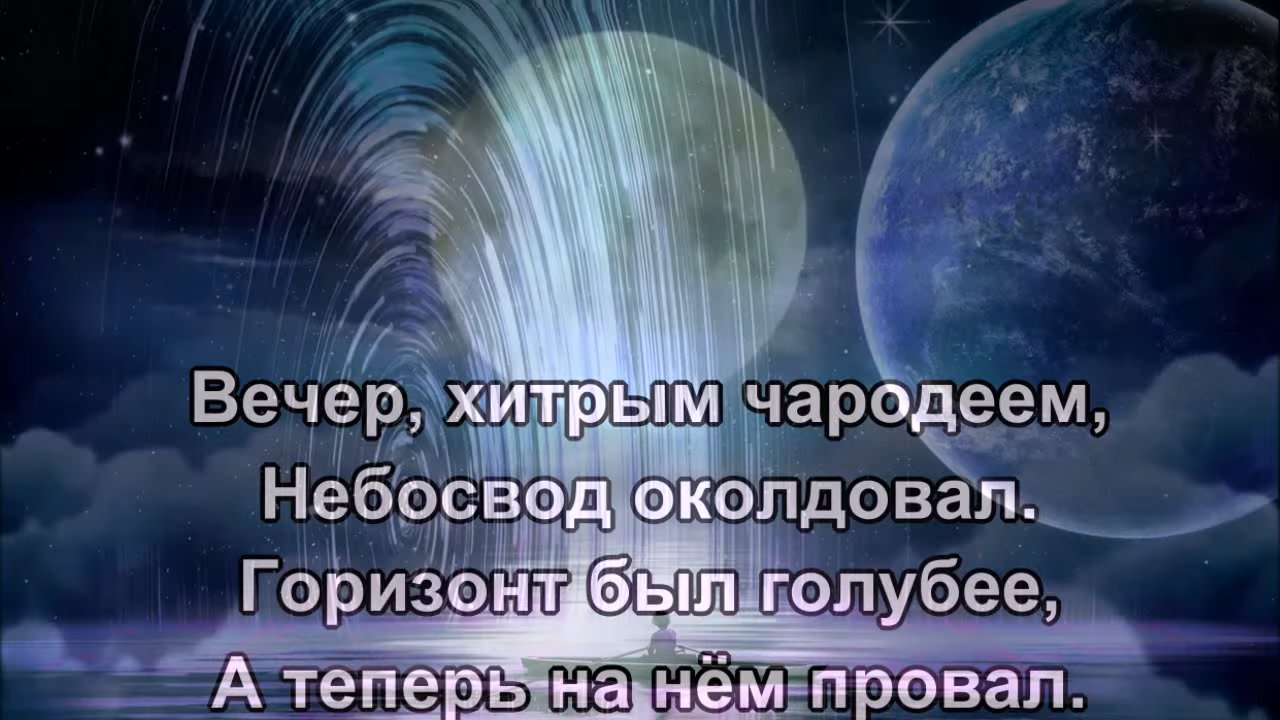 Вечер, хитрым чародеем,
Небосвод околдовал.
Горизонт был голубее,
А теперь на нём провал.